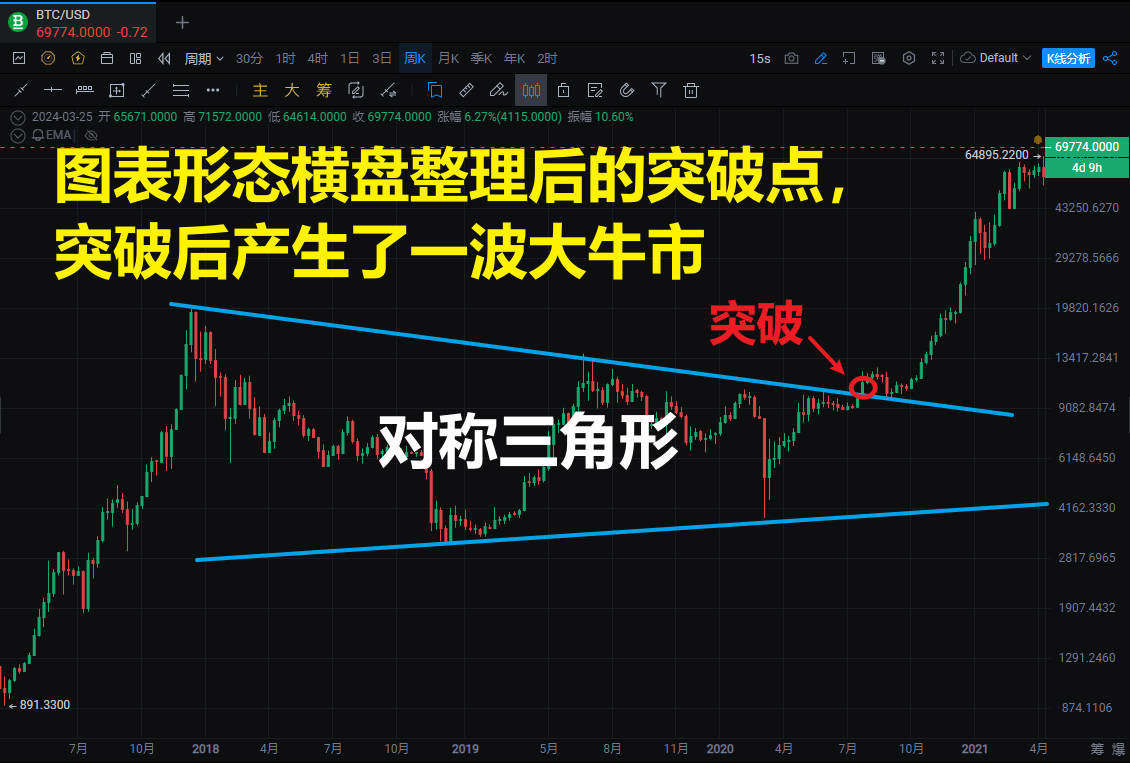 BTC/USD
69774.0000 -0.72
周期 30分 1时 4时 1日 3日 周K 月K 季K 年K 2时 15s Default K线分析
主 大 筹
2024-03-25 开 65671.0000 高 71572.0000 低 64614.0000 收 69774.0000 涨幅 6.27%(4115.0000) 振幅 10.60%
EMA
69774.0000
64895.2200
4d 9h
图表形态横盘整理后的突破点，
突破后产生了一波大牛市
43250.6270
29278.5666
19820.1626
突破
13417.2841
9082.8474
对称三角形
6148.6450
4162.3330
2817.6965
1907.4432
1291.2460
891.3300
874.1106
7月 10月 2018 4月 7月 10月 2019 5月 8月 11月 2020 4月 7月 10月 2021 4月 筹 爆